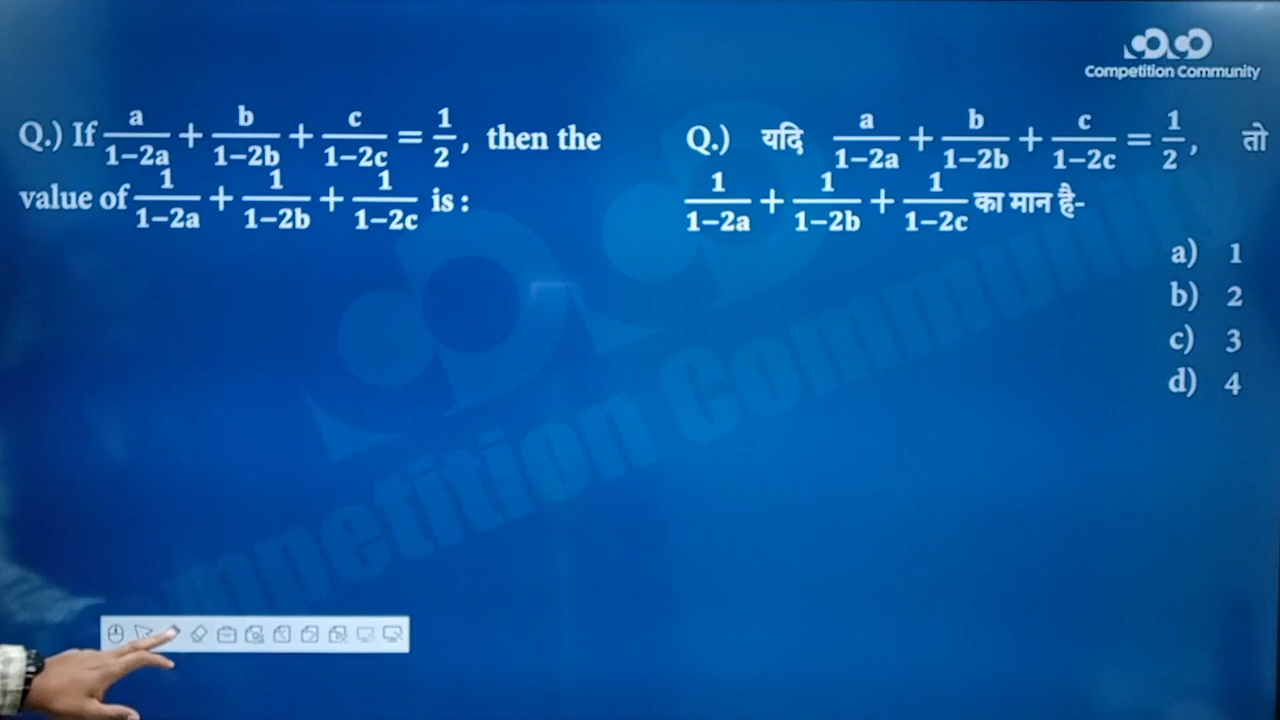 Competition Community
Q.) If a/1−2a + b/1−2b + c/1−2c = 1/2, then the
value of 1/1−2a + 1/1−2b + 1/1−2c is :
Q.) यदि a/1−2a + b/1−2b + c/1−2c = 1/2, तो
1/1−2a + 1/1−2b + 1/1−2c का मान है-
a) 1
b) 2
c) 3
d) 4
Competition Community